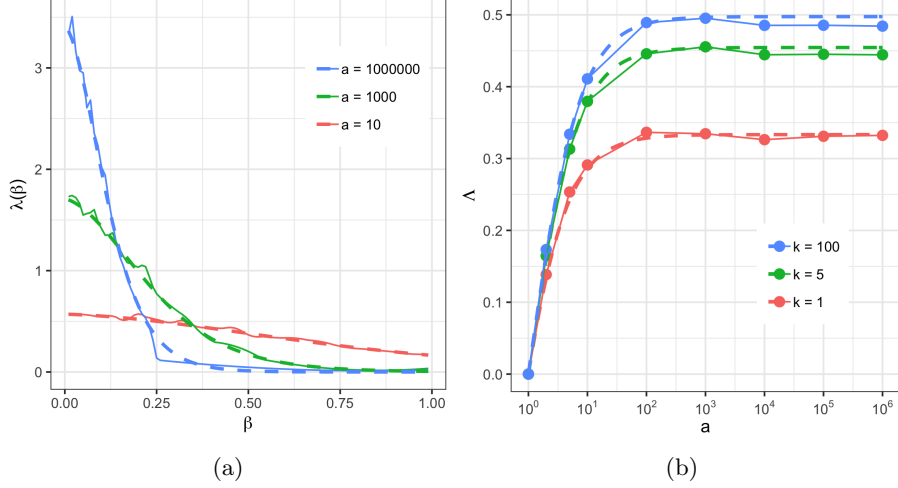 λ(β)
3
2
1
0
a = 1000000
a = 1000
a = 10
0.00 0.25 0.50 0.75 1.00
β
(a)
Λ
0.5
0.4
0.3
0.2
0.1
0.0
k = 100
k = 5
k = 1
10⁰ 10¹ 10² 10³ 10⁴ 10⁵ 10⁶
a
(b)